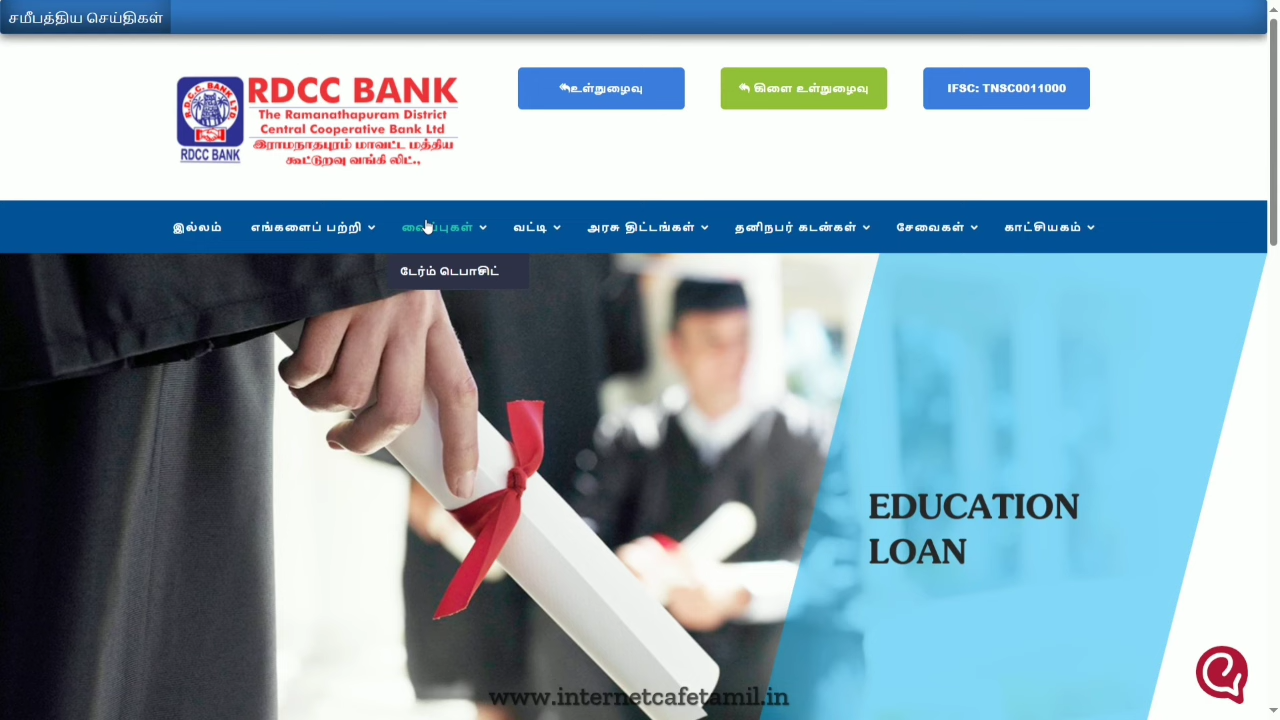 சமீபத்திய செய்திகள்
RDCC BANK
The Ramanathapuram District
Central Cooperative Bank Ltd
இராமநாதபுரம் மாவட்ட மத்திய
கூட்டுறவு வங்கி லிட்.,
R.D.C.C. BANK LTD
RDCC BANK
உள்நுழைவு
கிளை உள்நுழைவு
IFSC: TNSC0011000
இல்லம்
எங்களைப் பற்றி
வட்டி
அரசு திட்டங்கள்
தனிநபர் கடன்கள்
சேவைகள்
காட்சியகம்
டேர்ம் டெபாசிட்
EDUCATION
LOAN
www.internetcafetamil.in